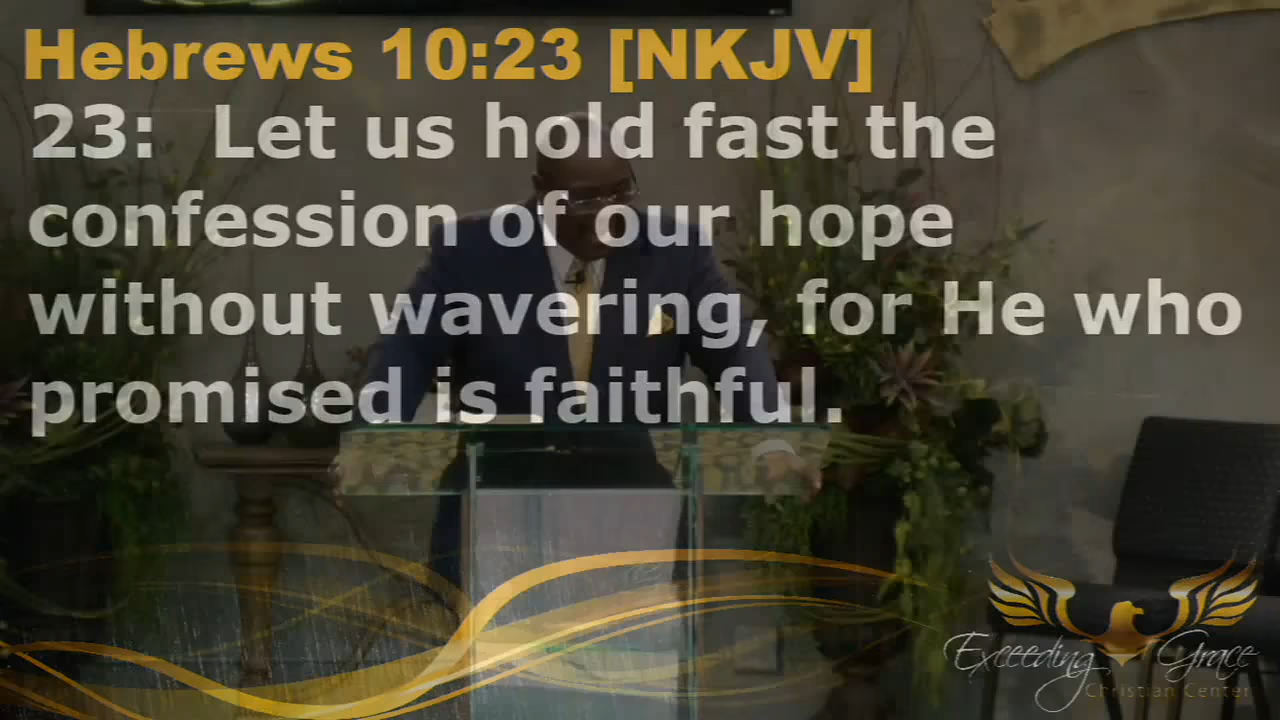 Hebrews 10:23 [NKJV]
23: Let us hold fast the
confession of our hope
without wavering, for He who
promised is faithful.
Exceeding Grace
Christian Center